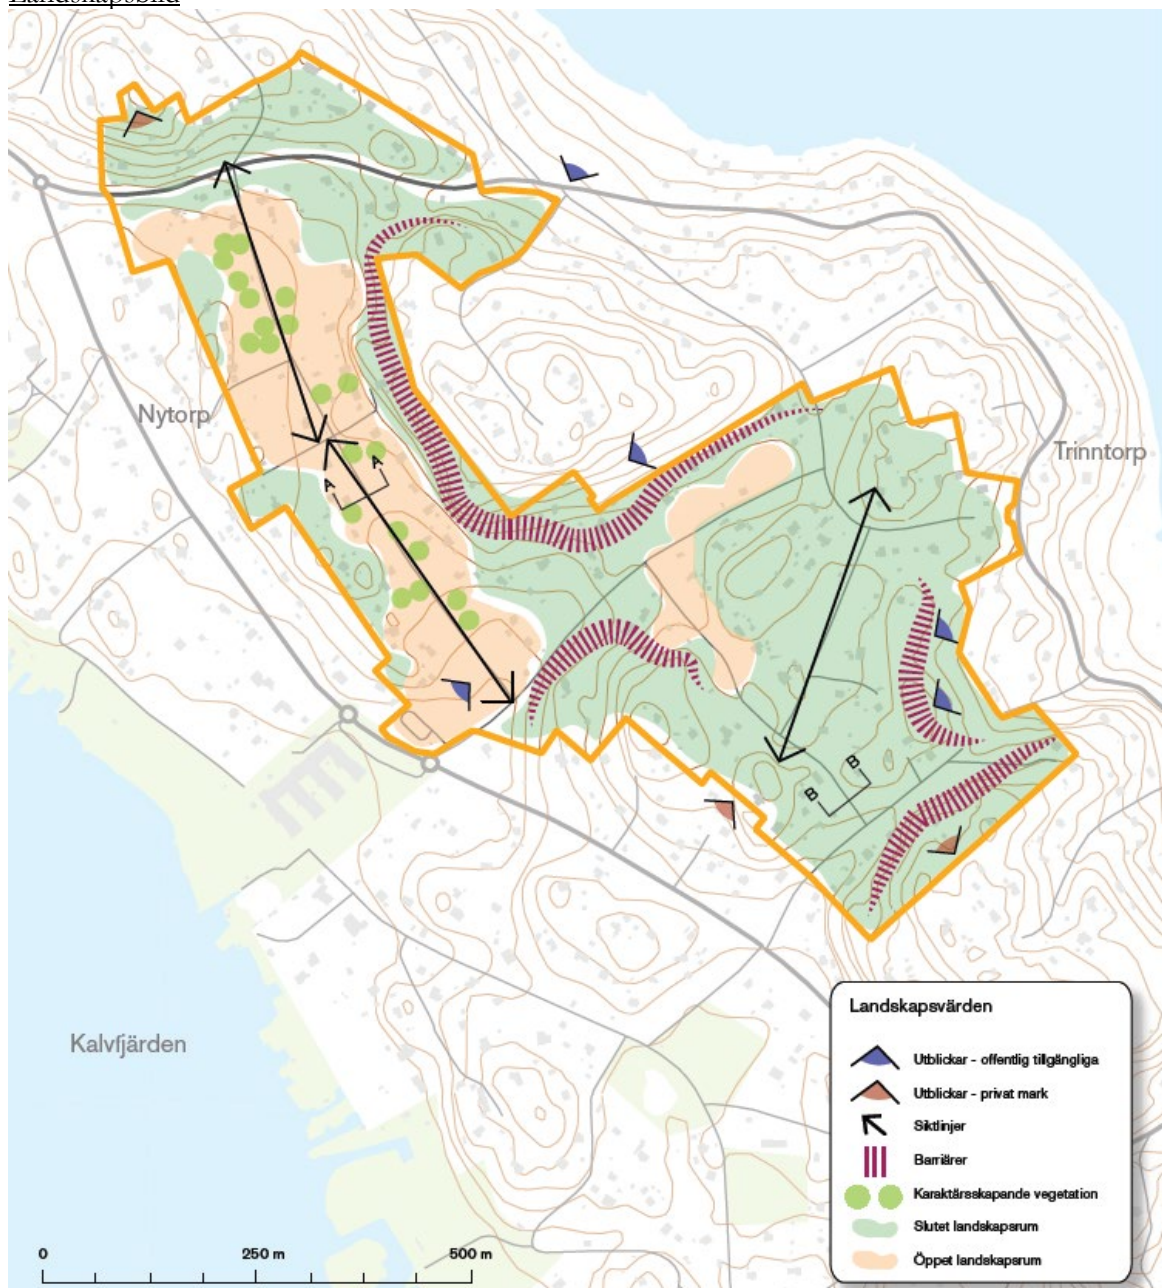 Landskapsbild
Nytorp
Trinntorp
A
A
B
B
Kalvfjärden
Landskapsvärden
Utblickar - offentlig tillgängliga
Utblickar - privat mark
Siktlinjer
Barriärer
Karaktärsskapande vegetation
Slutet landskapsrum
Öppet landskapsrum
0 250 m 500 m